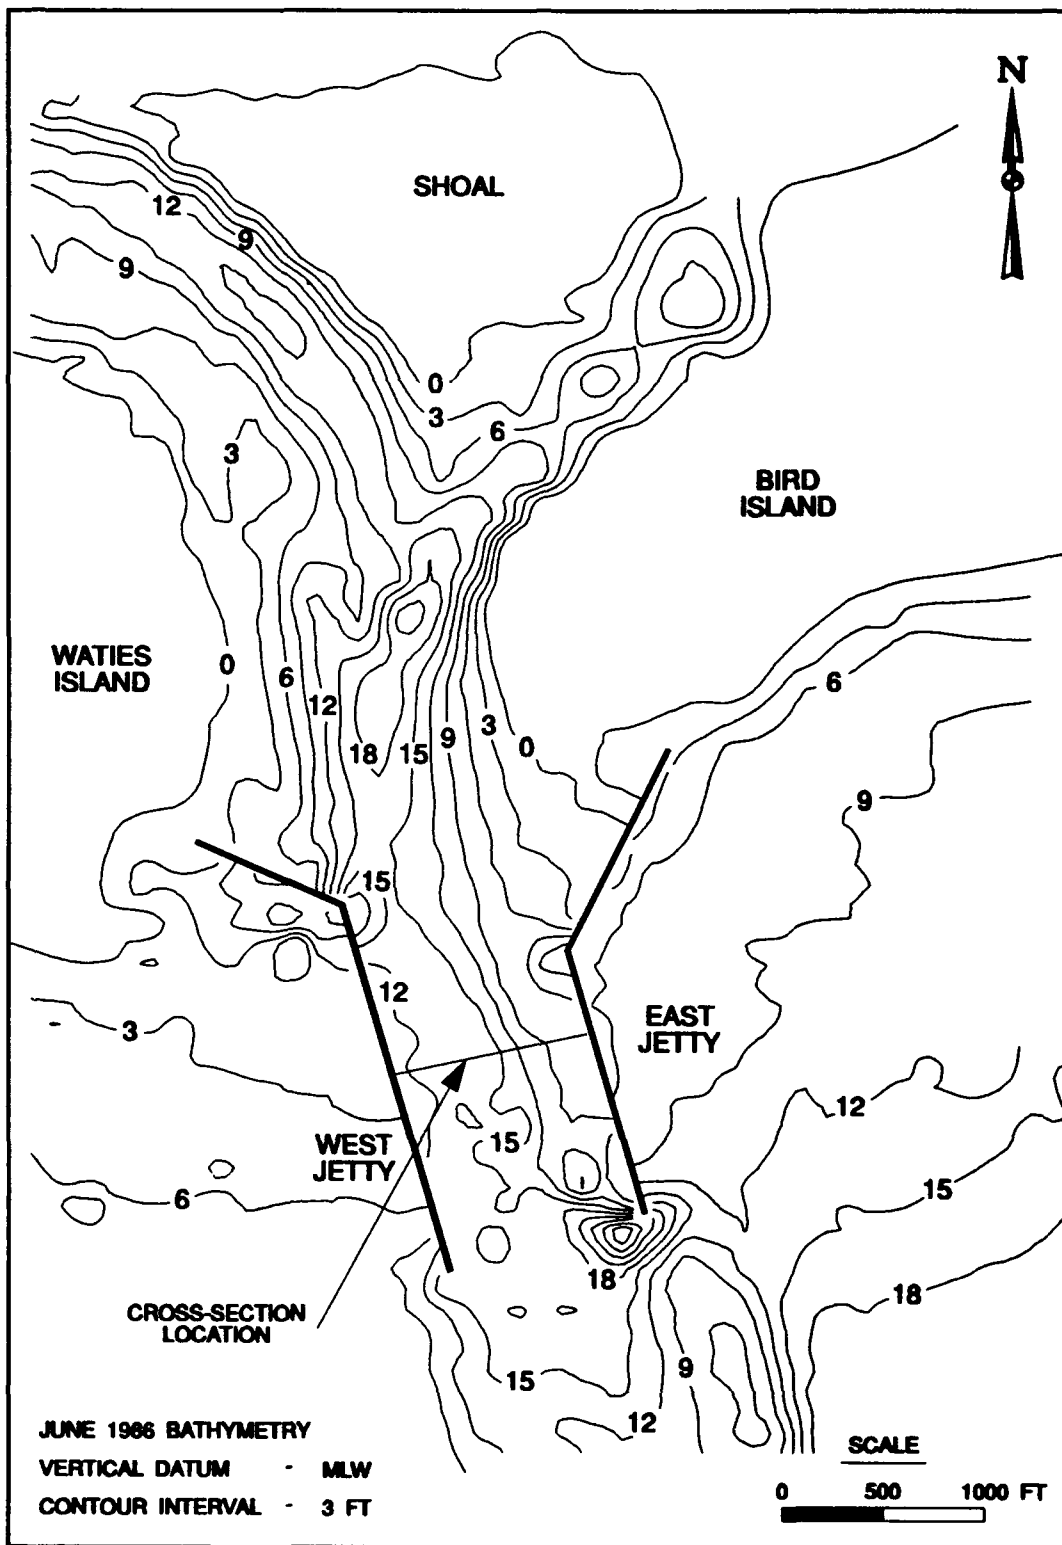 N
SHOAL
12
9
9
0
3
6
3
BIRD
ISLAND
WATIES
ISLAND
0
6
12
18
15
9
3
0
6
9
15
12
3
EAST
JETTY
12
WEST
JETTY
15
15
6
18
18
CROSS-SECTION
LOCATION
15
9
12
JUNE 1986 BATHYMETRY
VERTICAL DATUM - MLW
CONTOUR INTERVAL - 3 FT
SCALE
0 500 1000 FT